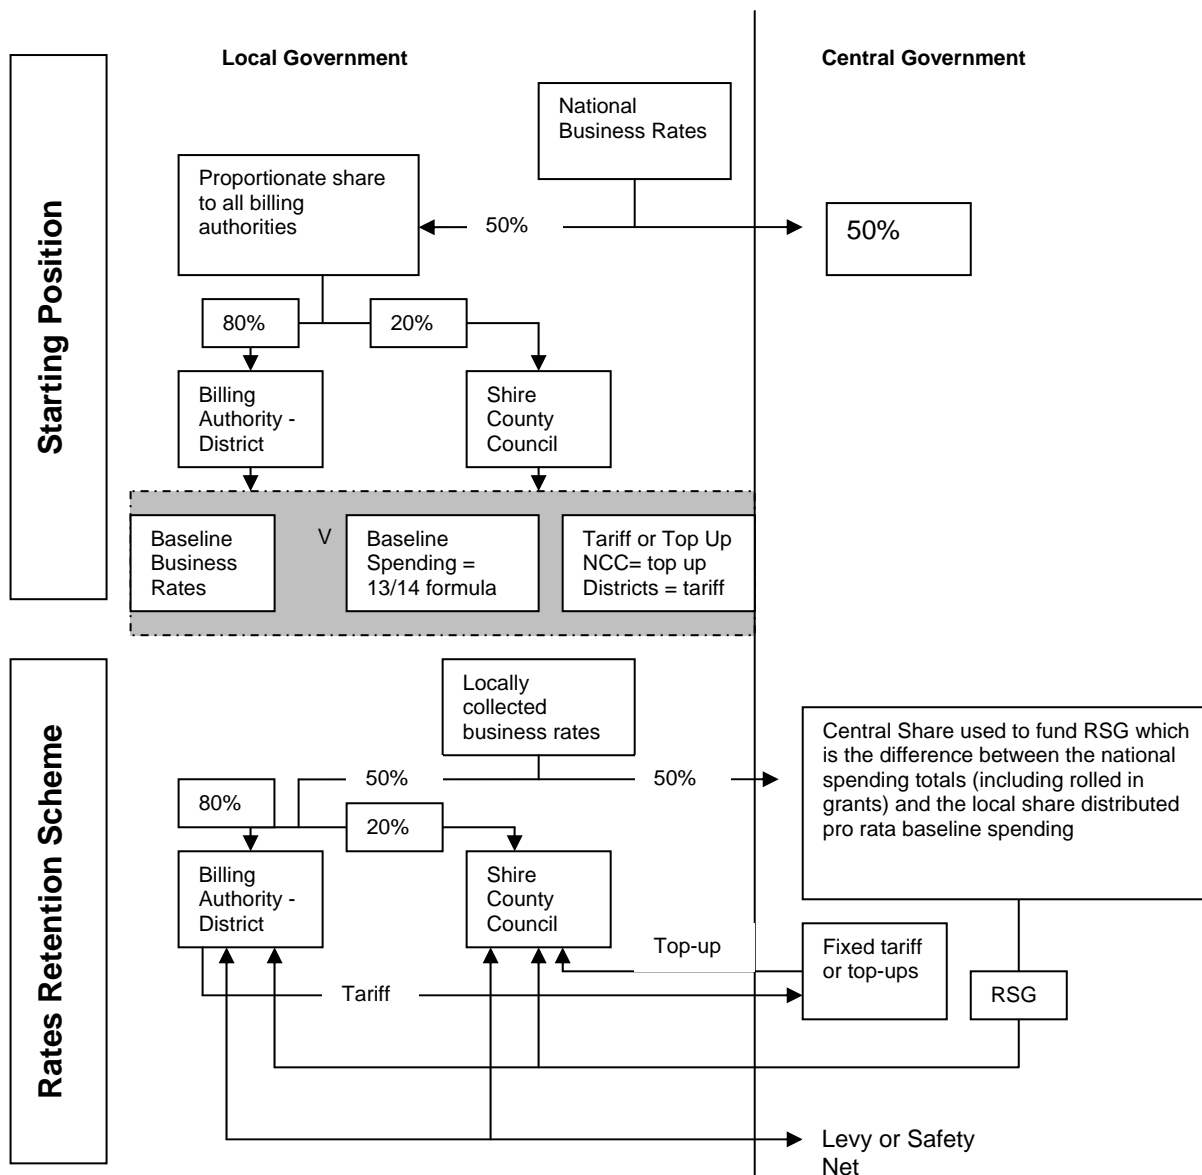 Local Government
Central Government
Starting Position
National
Business Rates
Proportionate share
to all billing
authorities
50%
50%
80%
20%
Billing
Authority -
District
Shire
County
Council
Baseline
Business
Rates
V
Baseline
Spending =
13/14 formula
Tariff or Top Up
NCC= top up
Districts = tariff
Rates Retention Scheme
Locally
collected
business rates
50%
50%
80%
20%
Central Share used to fund RSG which
is the difference between the national
spending totals (including rolled in
grants) and the local share distributed
pro rata baseline spending
Billing
Authority -
District
Shire
County
Council
Top-up
Fixed tariff
or top-ups
Tariff
RSG
Levy or Safety
Net